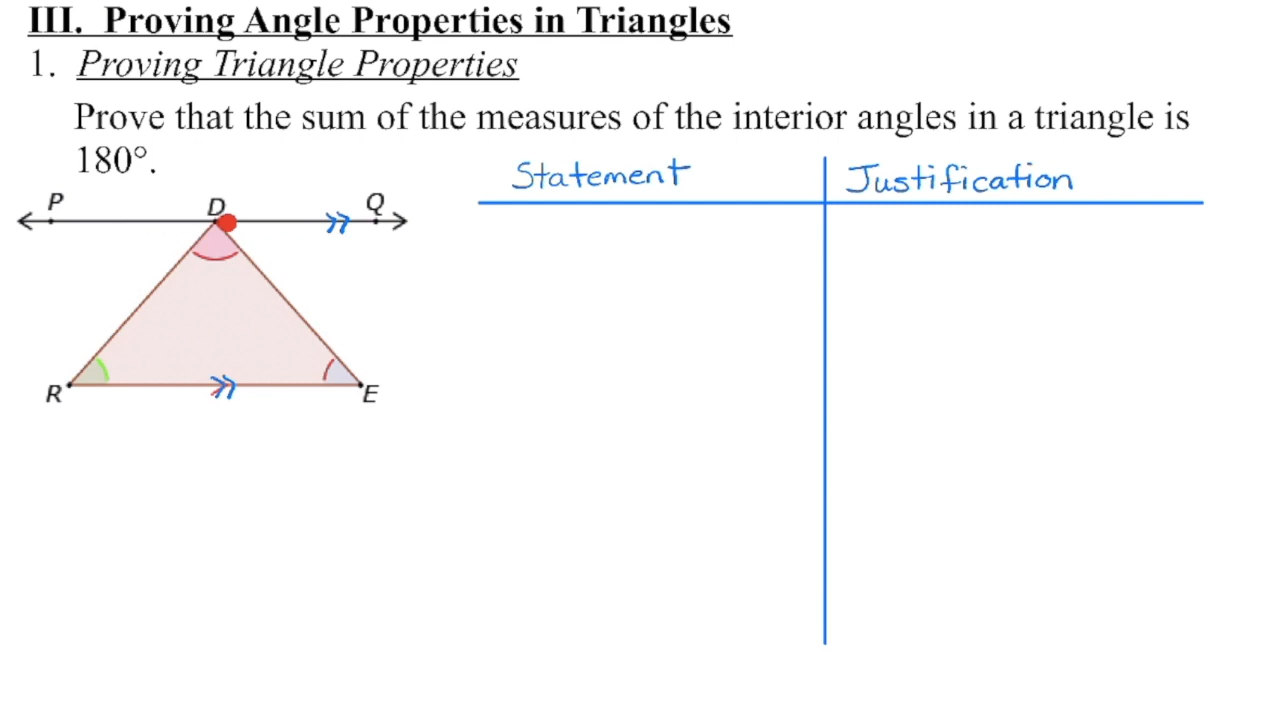 III. Proving Angle Properties in Triangles
1. Proving Triangle Properties
Prove that the sum of the measures of the interior angles in a triangle is
180°.
Statement Justification
P D Q
R E